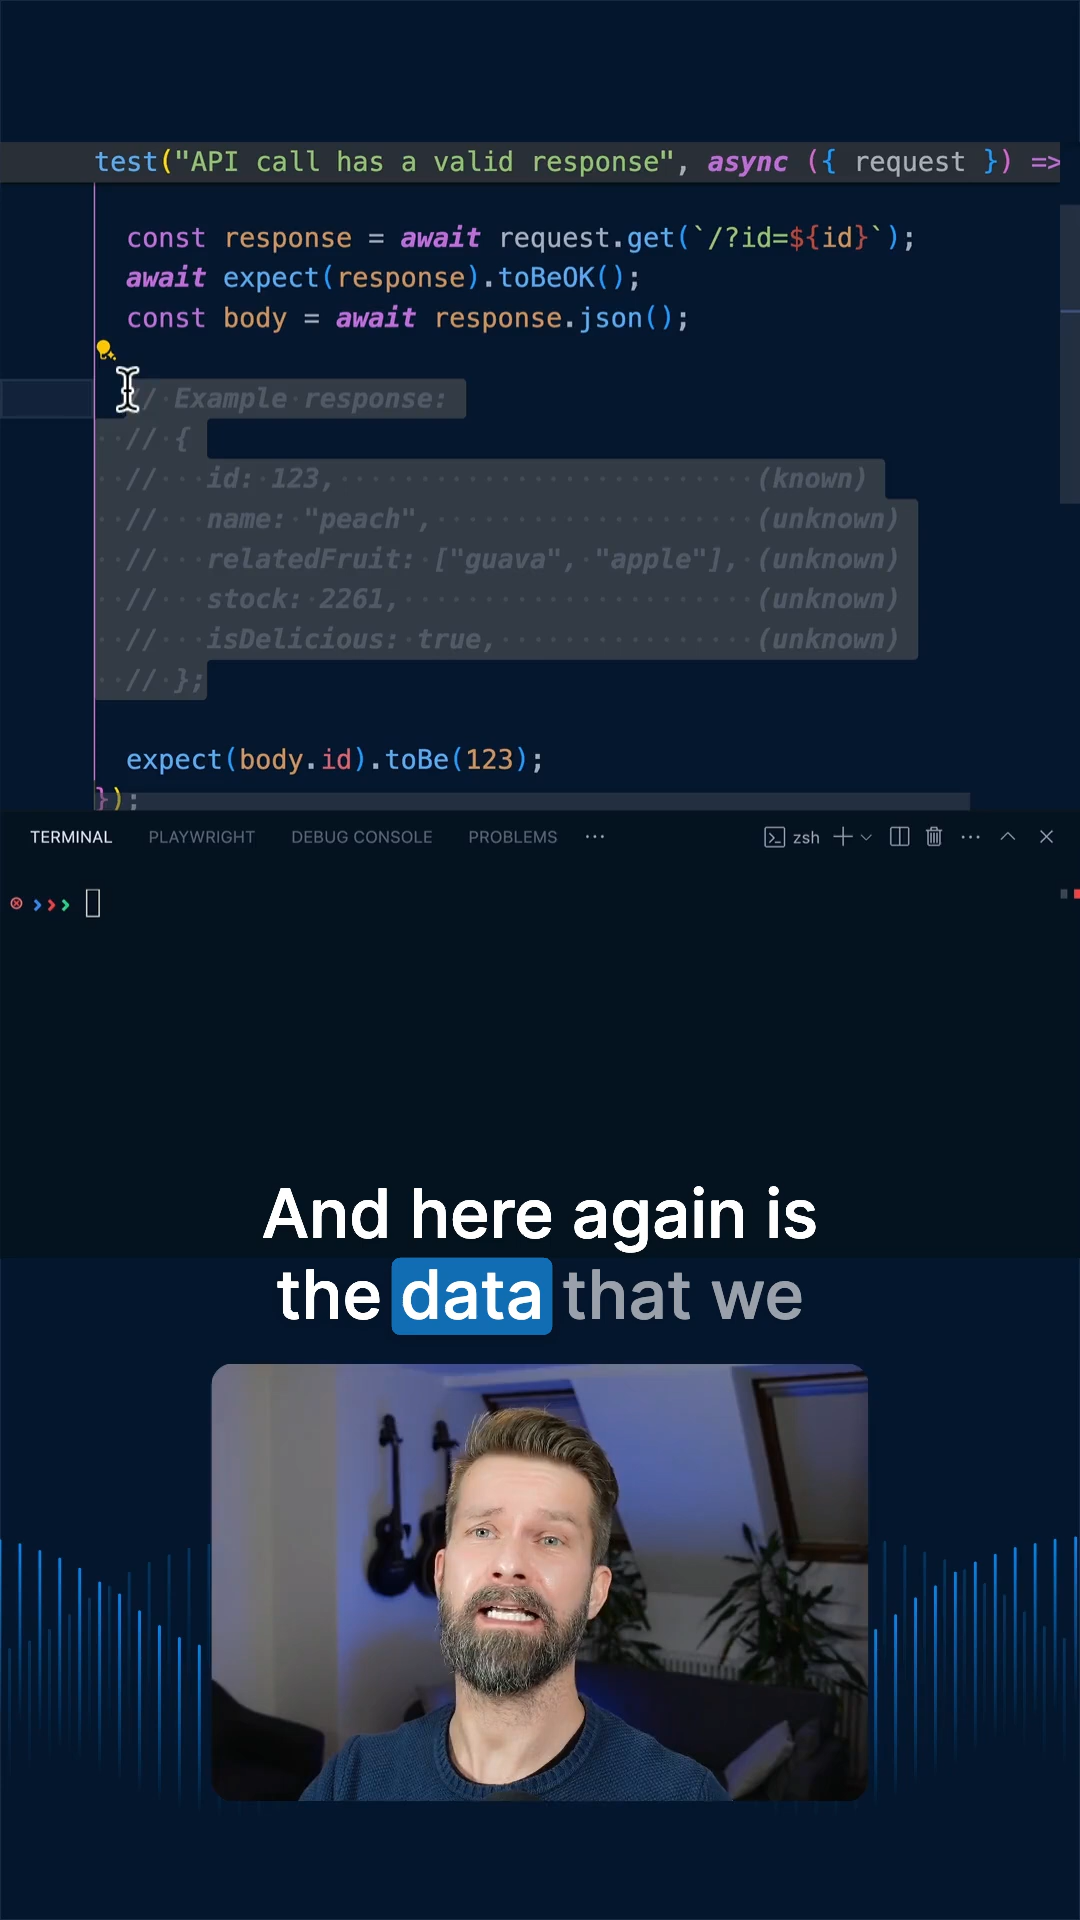 test("API call has a valid response", async ({ request }) =>
const response = await request.get(`/?id=${id}`);
await expect(response).toBeOK();
const body = await response.json();
// Example response:
// {
// id: 123, (known)
// name: "peach", (unknown)
// relatedFruit: ["guava", "apple"], (unknown)
// stock: 2261, (unknown)
// isDelicious: true, (unknown)
// };
expect(body.id).toBe(123);
});
TERMINAL PLAYWRIGHT DEBUG CONSOLE PROBLEMS ··· zsh
And here again is
the data that we